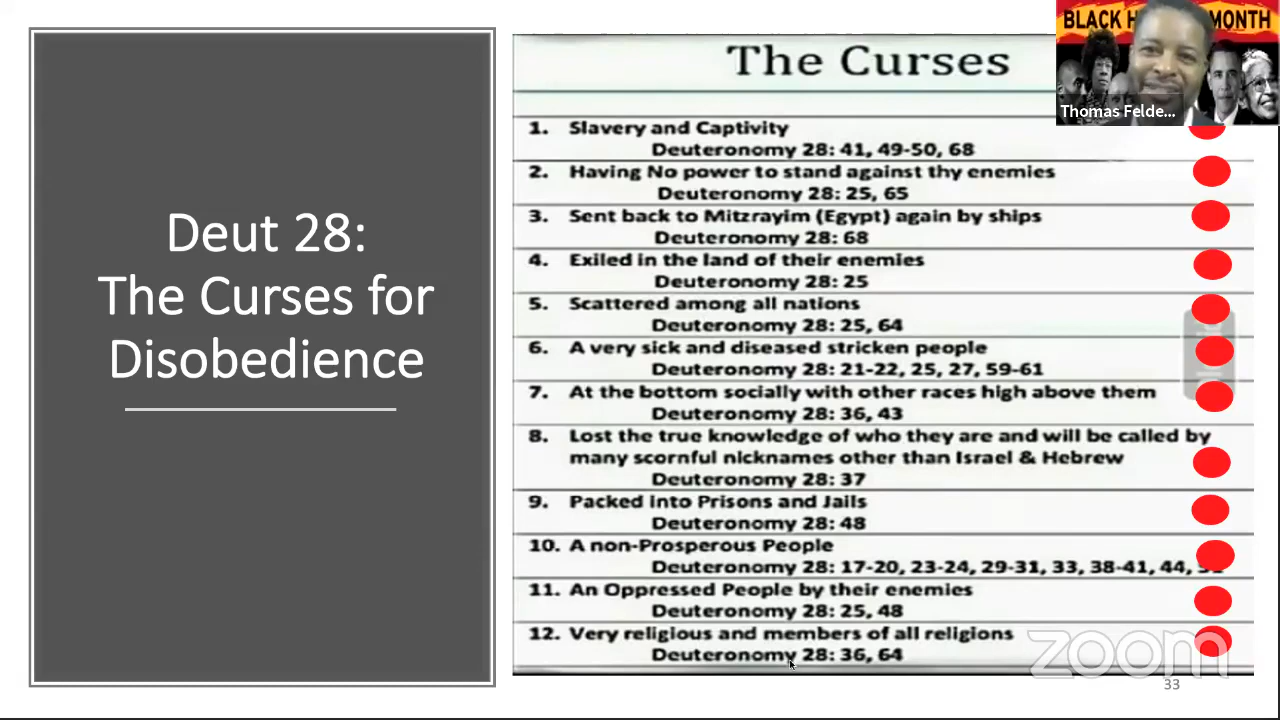 Deut 28:
The Curses for
Disobedience
The Curses
1. Slavery and Captivity
Deuteronomy 28: 41, 49-50, 68
2. Having No power to stand against thy enemies
Deuteronomy 28: 25, 65
3. Sent back to Mitzrayim (Egypt) again by ships
Deuteronomy 28: 68
4. Exiled in the land of their enemies
Deuteronomy 28: 25
5. Scattered among all nations
Deuteronomy 28: 25, 64
6. A very sick and diseased stricken people
Deuteronomy 28: 21-22, 25, 27, 59-61
7. At the bottom socially with other races high above them
Deuteronomy 28: 36, 43
8. Lost the true knowledge of who they are and will be called by
many scornful nicknames other than Israel & Hebrew
Deuteronomy 28: 37
9. Packed into Prisons and Jails
Deuteronomy 28: 48
10. A non-Prosperous People
Deuteronomy 28: 17-20, 23-24, 29-31, 33, 38-41, 44,
11. An Oppressed People by their enemies
Deuteronomy 28: 25, 48
12. Very religious and members of all religions
Deuteronomy 28: 36, 64
BLACK H MONTH
Thomas Felde...
zoom
33